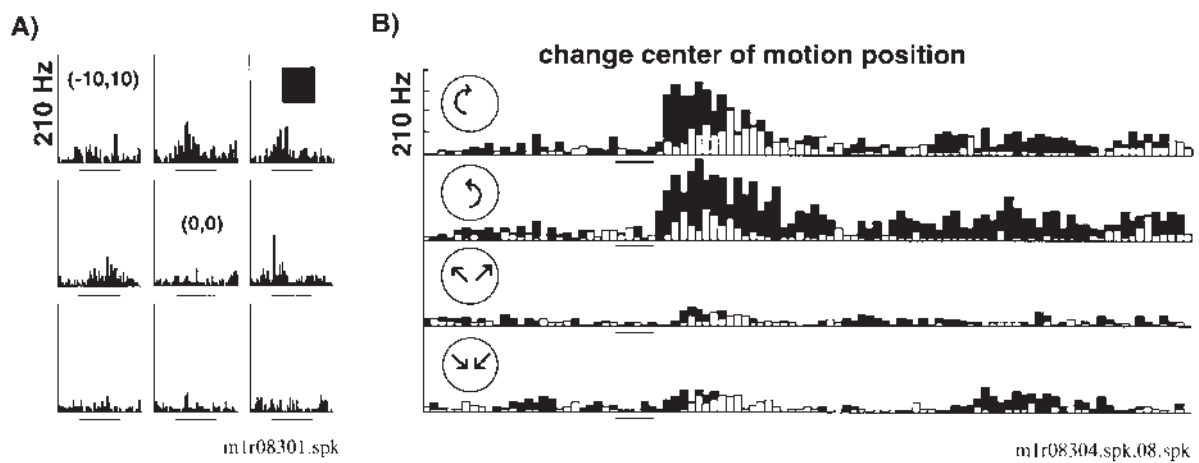 A)
210 Hz
(-10,10)
(0,0)
m1r08301.spk
B)
change center of motion position
210 Hz
m1r08304.spk.08.spk